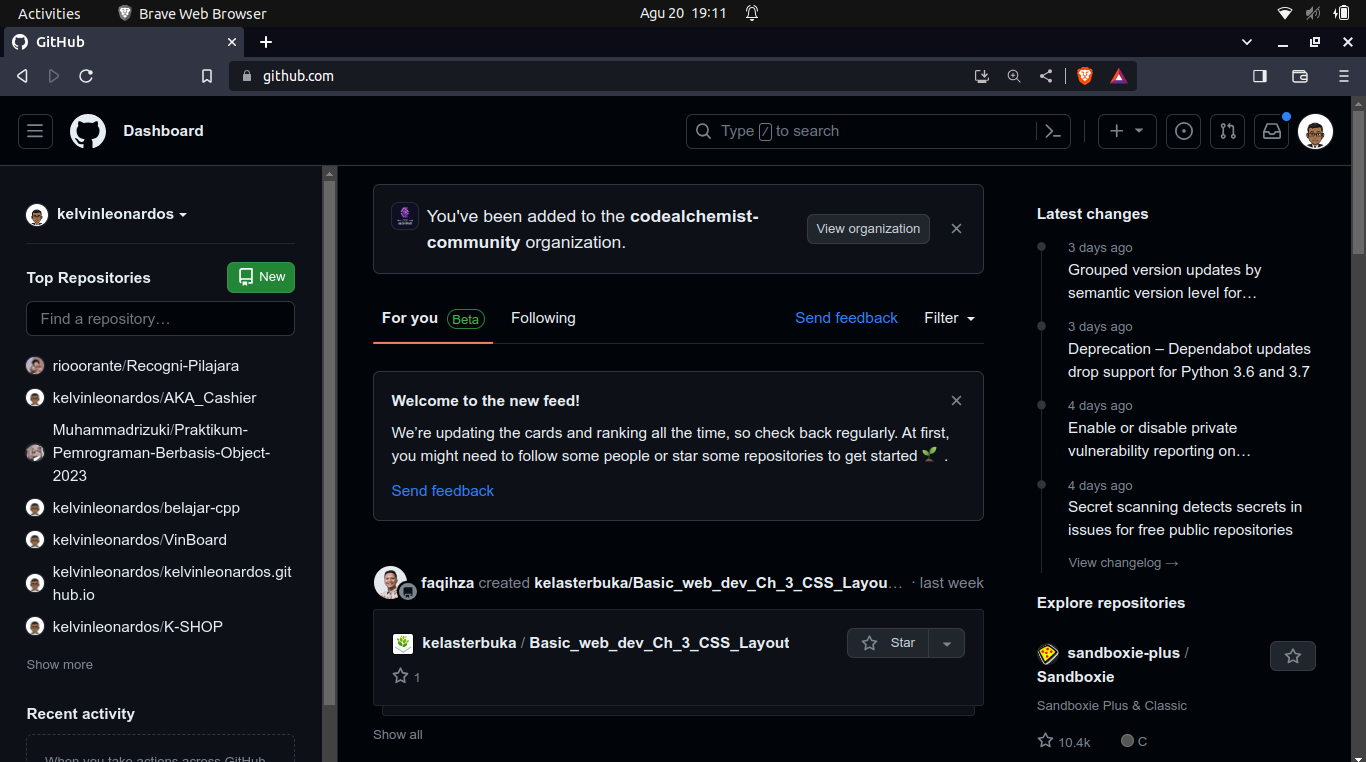 Activities
Brave Web Browser
Agu 20 19:11
GitHub
github.com
Dashboard
Type / to search
kelvinleonardos
Top Repositories
New
Find a repository…
riooorante/Recogni-Pilajara
kelvinleonardos/AKA_Cashier
Muhammadrizuki/Praktikum-
Pemrograman-Berbasis-Object-
2023
kelvinleonardos/belajar-cpp
kelvinleonardos/VinBoard
kelvinleonardos/kelvinleonardos.git
hub.io
kelvinleonardos/K-SHOP
Show more
Recent activity
When you take actions across GitHub,
You've been added to the codealchemist-
community organization.
View organization
For you Beta
Following
Send feedback
Filter
Welcome to the new feed!
We're updating the cards and ranking all the time, so check back regularly. At first,
you might need to follow some people or star some repositories to get started 🌱 .
Send feedback
faqihza created kelasterbuka/Basic_web_dev_Ch_3_CSS_Layou… · last week
kelasterbuka / Basic_web_dev_Ch_3_CSS_Layout
Star
1
Show all
Latest changes
3 days ago
Grouped version updates by
semantic version level for…
3 days ago
Deprecation – Dependabot updates
drop support for Python 3.6 and 3.7
4 days ago
Enable or disable private
vulnerability reporting on…
4 days ago
Secret scanning detects secrets in
issues for free public repositories
View changelog →
Explore repositories
sandboxie-plus /
Sandboxie
Sandboxie Plus & Classic
10.4k
C